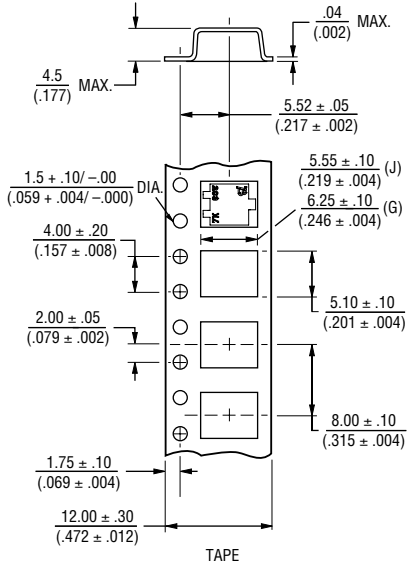 .04 MAX.
(.002)
4.5 MAX.
(.177)
5.52 ± .05
(.217 ± .002)
5.55 ± .10 (J)
(.219 ± .004)
1.5 + .10/ −.00 DIA.
(.059 + .004/ −.000)
6.25 ± .10 (G)
(.246 ± .004)
4.00 ± .20
(.157 ± .008)
5.10 ± .10
(.201 ± .004)
2.00 ± .05
(.079 ± .002)
8.00 ± .10
(.315 ± .004)
1.75 ± .10
(.069 ± .004)
12.00 ± .30
(.472 ± .012)
TAPE